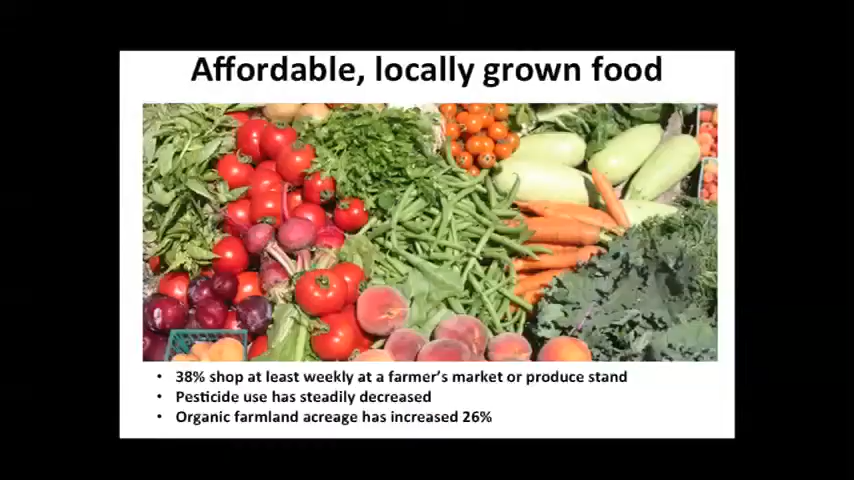 Affordable, locally grown food
• 38% shop at least weekly at a farmer's market or produce stand
• Pesticide use has steadily decreased
• Organic farmland acreage has increased 26%